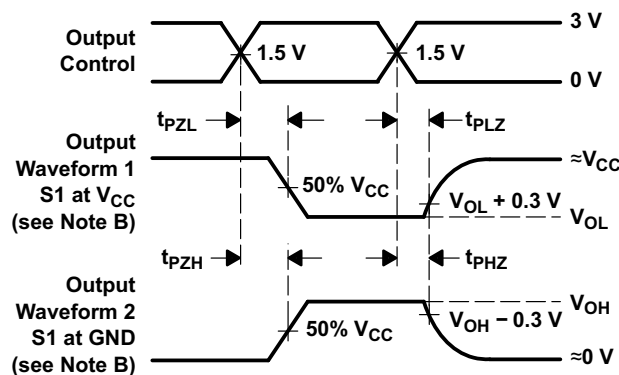 Output
Control
3 V
1.5 V
1.5 V
0 V
tPZL
tPLZ
Output
Waveform 1
S1 at VCC
(see Note B)
≈VCC
50% VCC
VOL + 0.3 V
VOL
tPZH
tPHZ
Output
Waveform 2
S1 at GND
(see Note B)
VOH
50% VCC
VOH − 0.3 V
≈0 V